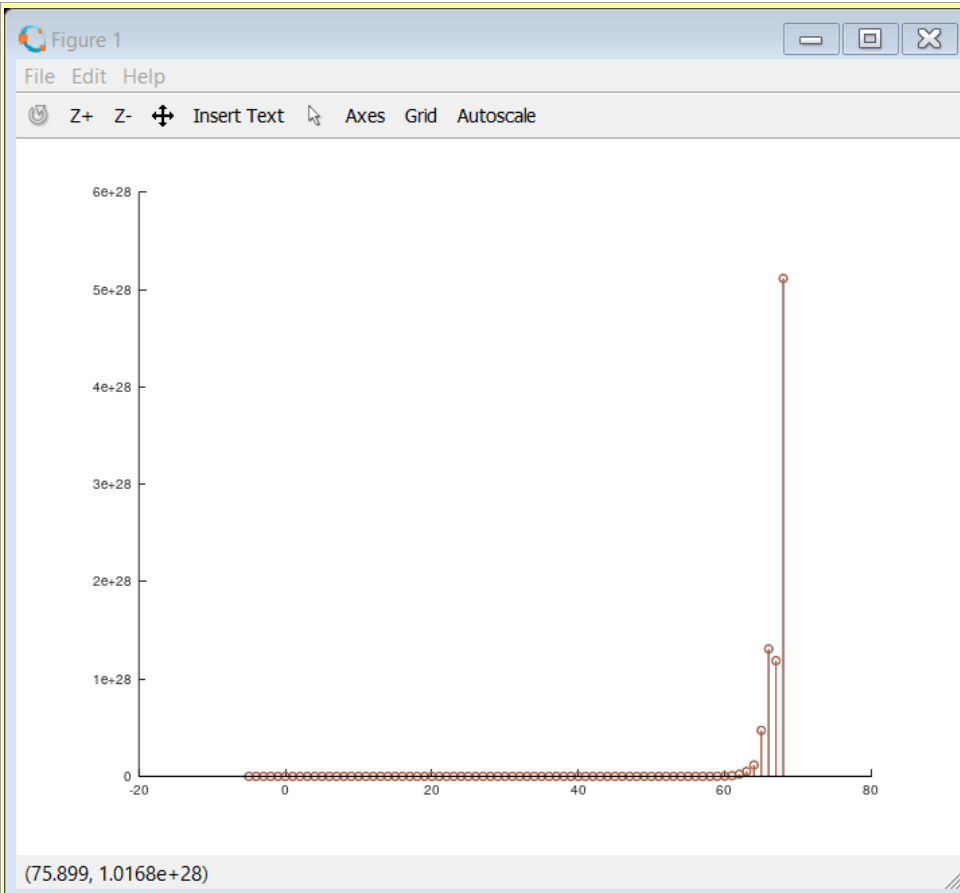 Figure 1
File Edit Help
Z+ Z- Insert Text Axes Grid Autoscale
6e+28
5e+28
4e+28
3e+28
2e+28
1e+28
0
-20 0 20 40 60 80
(75.899, 1.0168e+28)